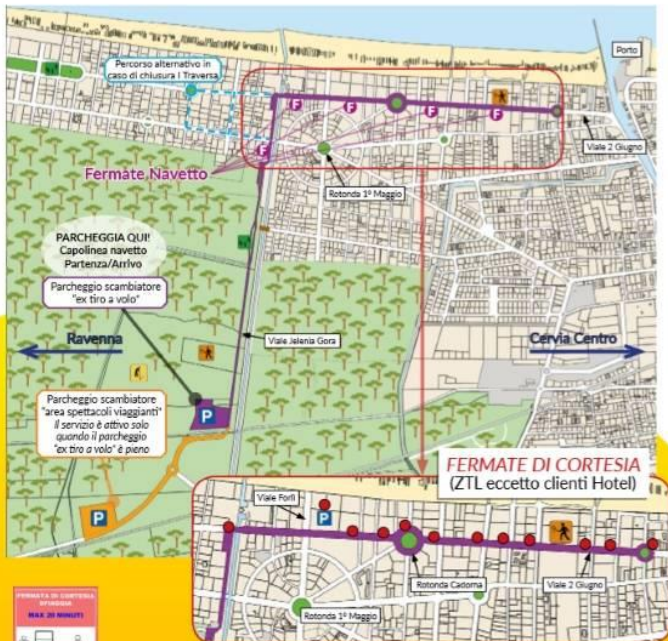 Percorso alternativo in
caso di chiusura I Traversa
Porto
F
F
F
F
F
Viale 2 Giugno
Fermate Navetto
Rotonda 1º Maggio
PARCHEGGIA QUI!
Capolinea navetto
Partenza/Arrivo
Parcheggio scambiatore
"ex tiro a volo"
Viale Jelenia Gora
Ravenna
Cervia Centro
Parcheggio scambiatore
"area spettacoli viaggianti"
Il servizio è attivo solo
quando il parcheggio
"ex tiro a volo" è pieno
P
P
FERMATE DI CORTESIA
(ZTL eccetto clienti Hotel)
Viale Forlì
P
Rotonda Cadorna
Viale 2 Giugno
Rotonda 1º Maggio
FERMATA DI CORTESIA
SPIAGGIA
MAX 20 MINUTI